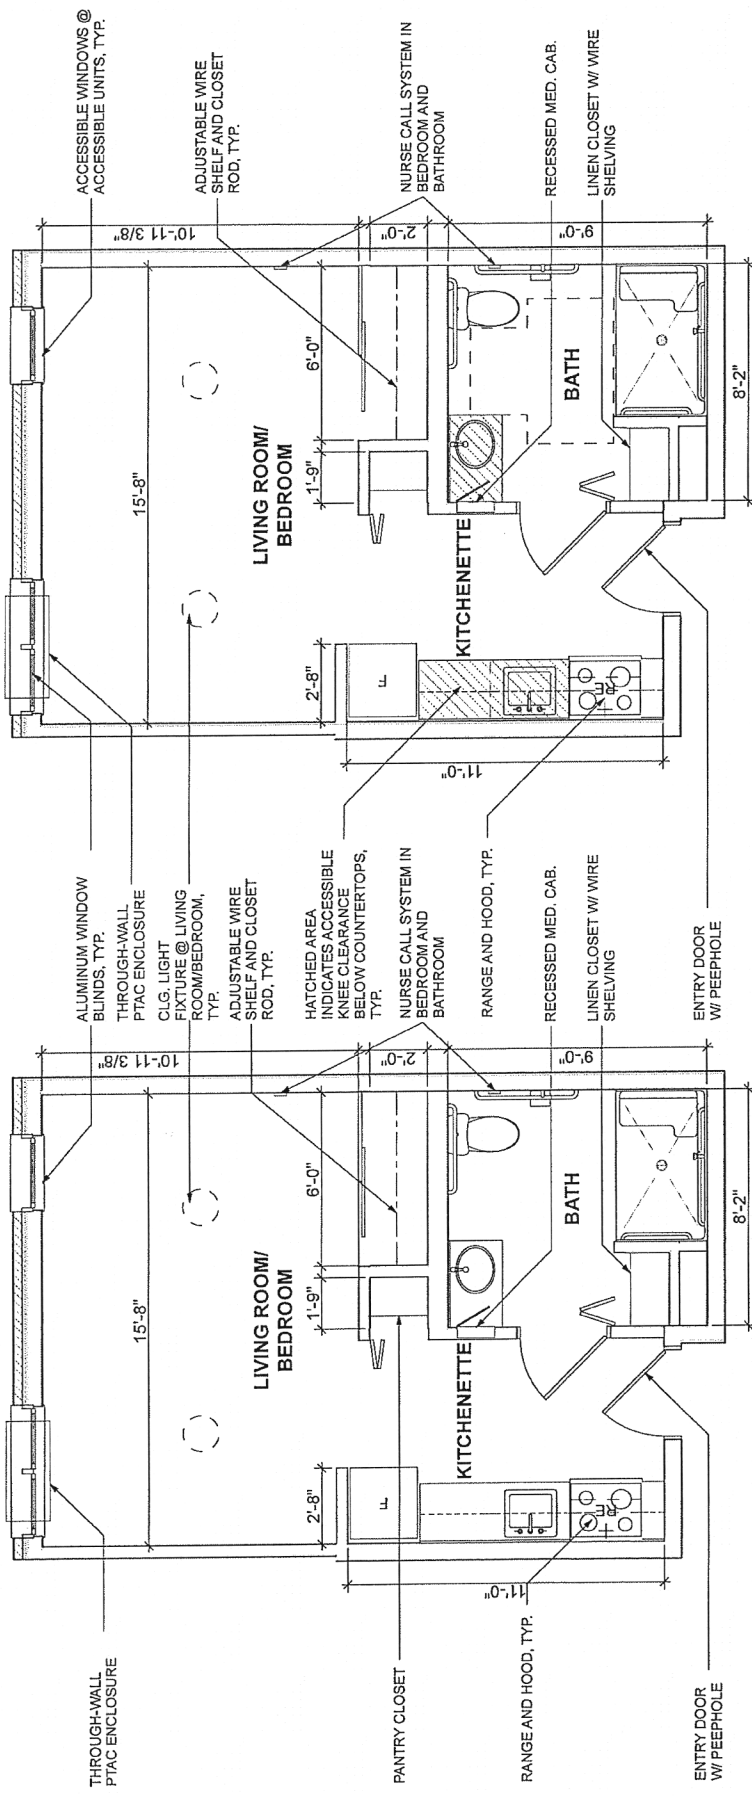 THROUGH-WALL
PTAC ENCLOSURE
PANTRY CLOSET
RANGE AND HOOD, TYP.
ENTRY DOOR
W/ PEEPHOLE
15'-8"
LIVING ROOM/
BEDROOM
2'-8"
1'-9"
6'-0"
10'-11 3/8"
2'-0"
9'-0"
11'-0"
F
KITCHENETTE
RE
BATH
8'-2"
ALUMINUM WINDOW
BLINDS, TYP.
THROUGH-WALL
PTAC ENCLOSURE
CLG. LIGHT
FIXTURE @ LIVING
ROOM/BEDROOM,
TYP.
ADJUSTABLE WIRE
SHELF AND CLOSET
ROD, TYP.
HATCHED AREA
INDICATES ACCESSIBLE
KNEE CLEARANCE
BELOW COUNTERTOPS,
TYP.
NURSE CALL SYSTEM IN
BEDROOM AND
BATHROOM
RANGE AND HOOD, TYP.
RECESSED MED. CAB.
LINEN CLOSET W/ WIRE
SHELVING
ENTRY DOOR
W/ PEEPHOLE
15'-8"
LIVING ROOM/
BEDROOM
2'-8"
1'-9"
6'-0"
10'-11 3/8"
2'-0"
9'-0"
11'-0"
F
KITCHENETTE
RE
BATH
8'-2"
ACCESSIBLE WINDOWS @
ACCESSIBLE UNITS, TYP.
ADJUSTABLE WIRE
SHELF AND CLOSET
ROD, TYP.
NURSE CALL SYSTEM IN
BEDROOM AND
BATHROOM
RECESSED MED. CAB.
LINEN CLOSET W/ WIRE
SHELVING